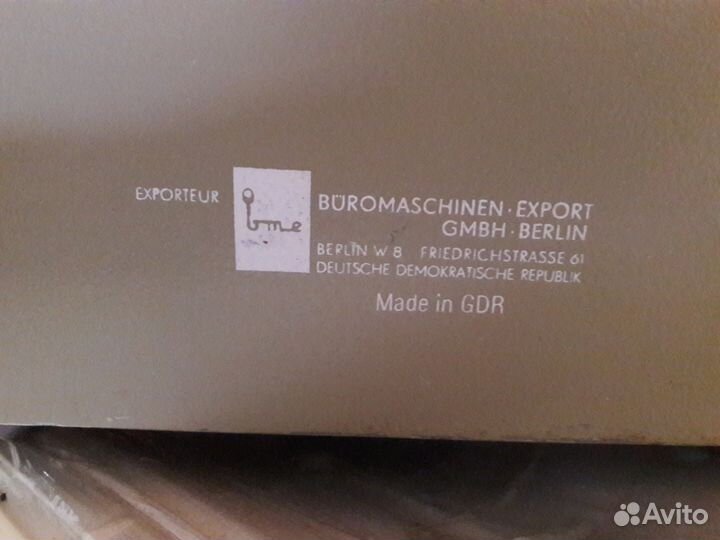 EXPORTEUR
bme
BÜROMASCHINEN · EXPORT
GMBH · BERLIN
BERLIN W 8 FRIEDRICHSTRASSE 61
DEUTSCHE DEMOKRATISCHE REPUBLIK
Made in GDR
Avito